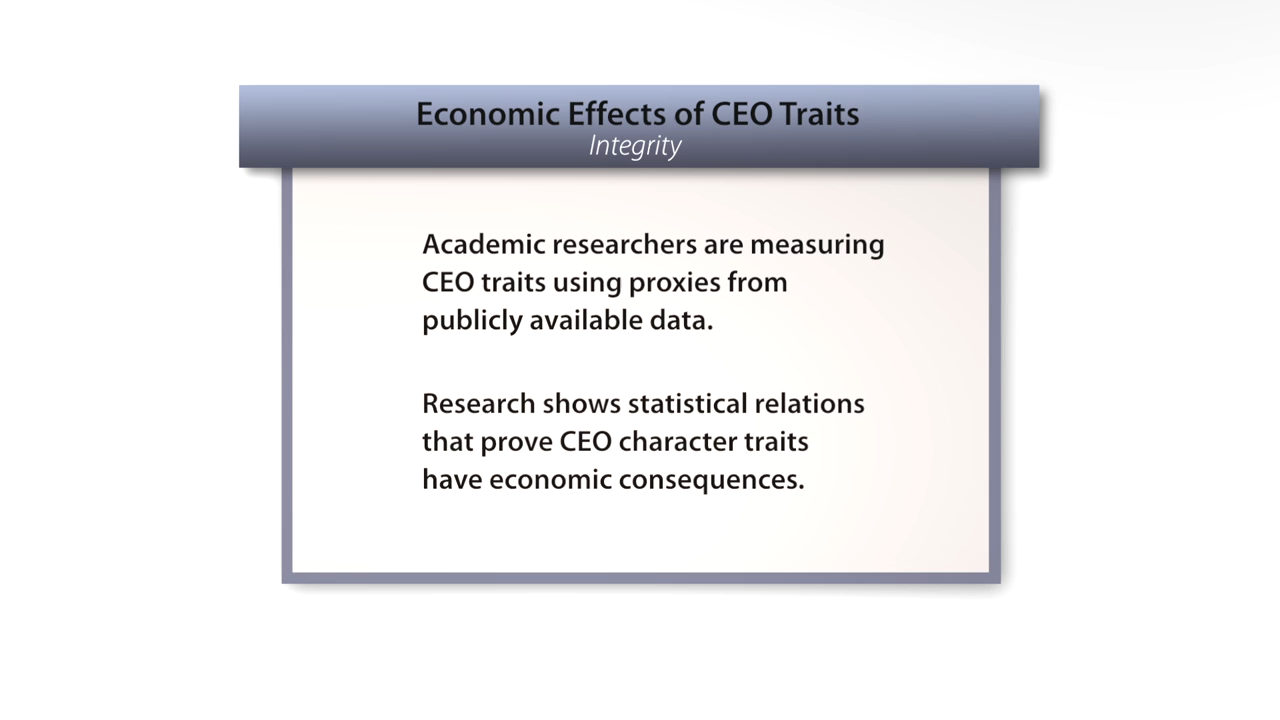 Economic Effects of CEO Traits
Integrity
Academic researchers are measuring
CEO traits using proxies from
publicly available data.
Research shows statistical relations
that prove CEO character traits
have economic consequences.